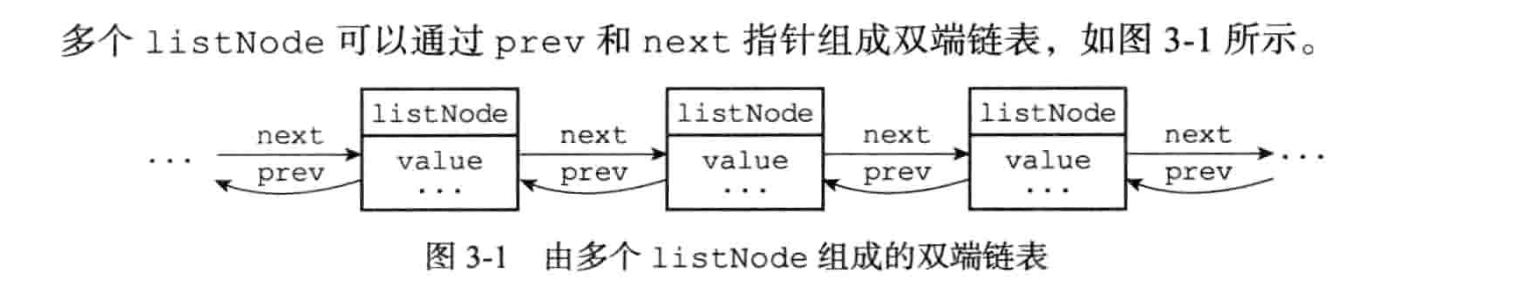 多个 listNode 可以通过 prev 和 next 指针组成双端链表，如图 3-1 所示。
listNode listNode listNode
next next next next
... value value value ...
prev prev prev prev
... ... ...
图 3-1 由多个 listNode 组成的双端链表